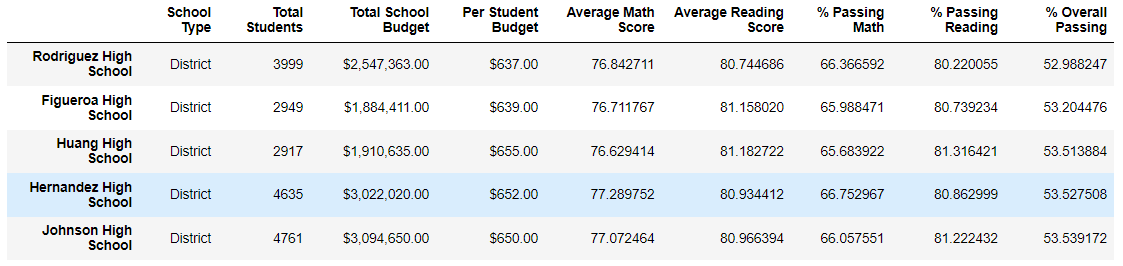 School Type Total Students Total School Budget Per Student Budget Average Math Score Average Reading Score % Passing Math % Passing Reading % Overall Passing
Rodriguez High School District 3999 $2,547,363.00 $637.00 76.842711 80.744686 66.366592 80.220055 52.988247
Figueroa High School District 2949 $1,884,411.00 $639.00 76.711767 81.158020 65.988471 80.739234 53.204476
Huang High School District 2917 $1,910,635.00 $655.00 76.629414 81.182722 65.683922 81.316421 53.513884
Hernandez High School District 4635 $3,022,020.00 $652.00 77.289752 80.934412 66.752967 80.862999 53.527508
Johnson High School District 4761 $3,094,650.00 $650.00 77.072464 80.966394 66.057551 81.222432 53.539172